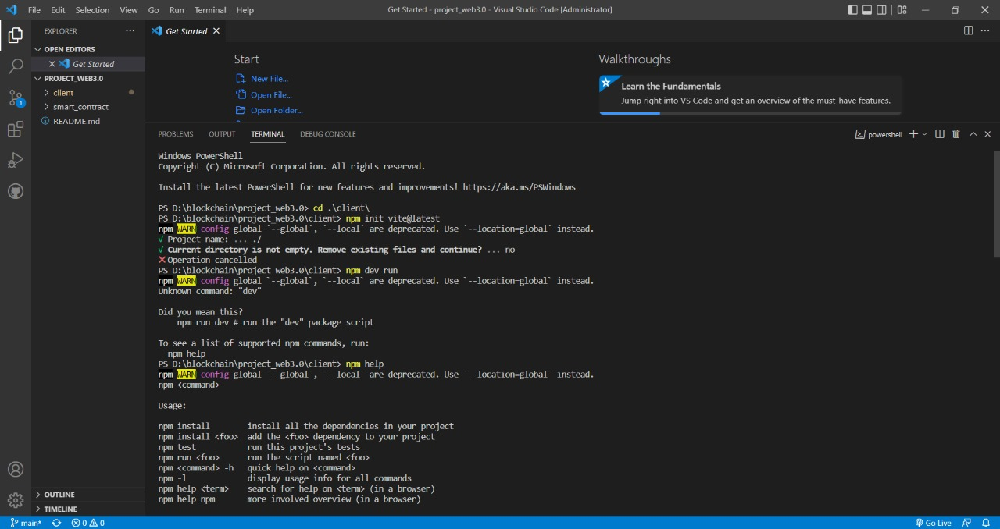 File Edit Selection View Go Run Terminal Help
Get Started - project_web3.0 - Visual Studio Code [Administrator]
EXPLORER
OPEN EDITORS
Get Started
PROJECT_WEB3.0
client
smart_contract
README.md
1
OUTLINE
TIMELINE
Get Started
Start
New File...
Open File...
Open Folder...
Walkthroughs
Learn the Fundamentals
Jump right into VS Code and get an overview of the must-have features.
PROBLEMS OUTPUT TERMINAL DEBUG CONSOLE
powershell
Windows PowerShell
Copyright (C) Microsoft Corporation. All rights reserved.
Install the latest PowerShell for new features and improvements! https://aka.ms/PSWindows
PS D:\blockchain\project_web3.0> cd .\client\
PS D:\blockchain\project_web3.0\client> npm init vite@latest
npm WARN config global `--global`, `--local` are deprecated. Use `--location=global` instead.
√ Project name: ... ./
√ Current directory is not empty. Remove existing files and continue? ... no
❌Operation cancelled
PS D:\blockchain\project_web3.0\client> npm dev run
npm WARN config global `--global`, `--local` are deprecated. Use `--location=global` instead.
Unknown command: "dev"
Did you mean this?
npm run dev # run the "dev" package script
To see a list of supported npm commands, run:
npm help
PS D:\blockchain\project_web3.0\client> npm help
npm WARN config global `--global`, `--local` are deprecated. Use `--location=global` instead.
npm <command>
Usage:
npm install install all the dependencies in your project
npm install <foo> add the <foo> dependency to your project
npm test run this project's tests
npm run <foo> run the script named <foo>
npm <command> -h quick help on <command>
npm -l display usage info for all commands
npm help <term> search for help on <term> (in a browser)
npm help npm more involved overview (in a browser)
main* 0 0
Go Live